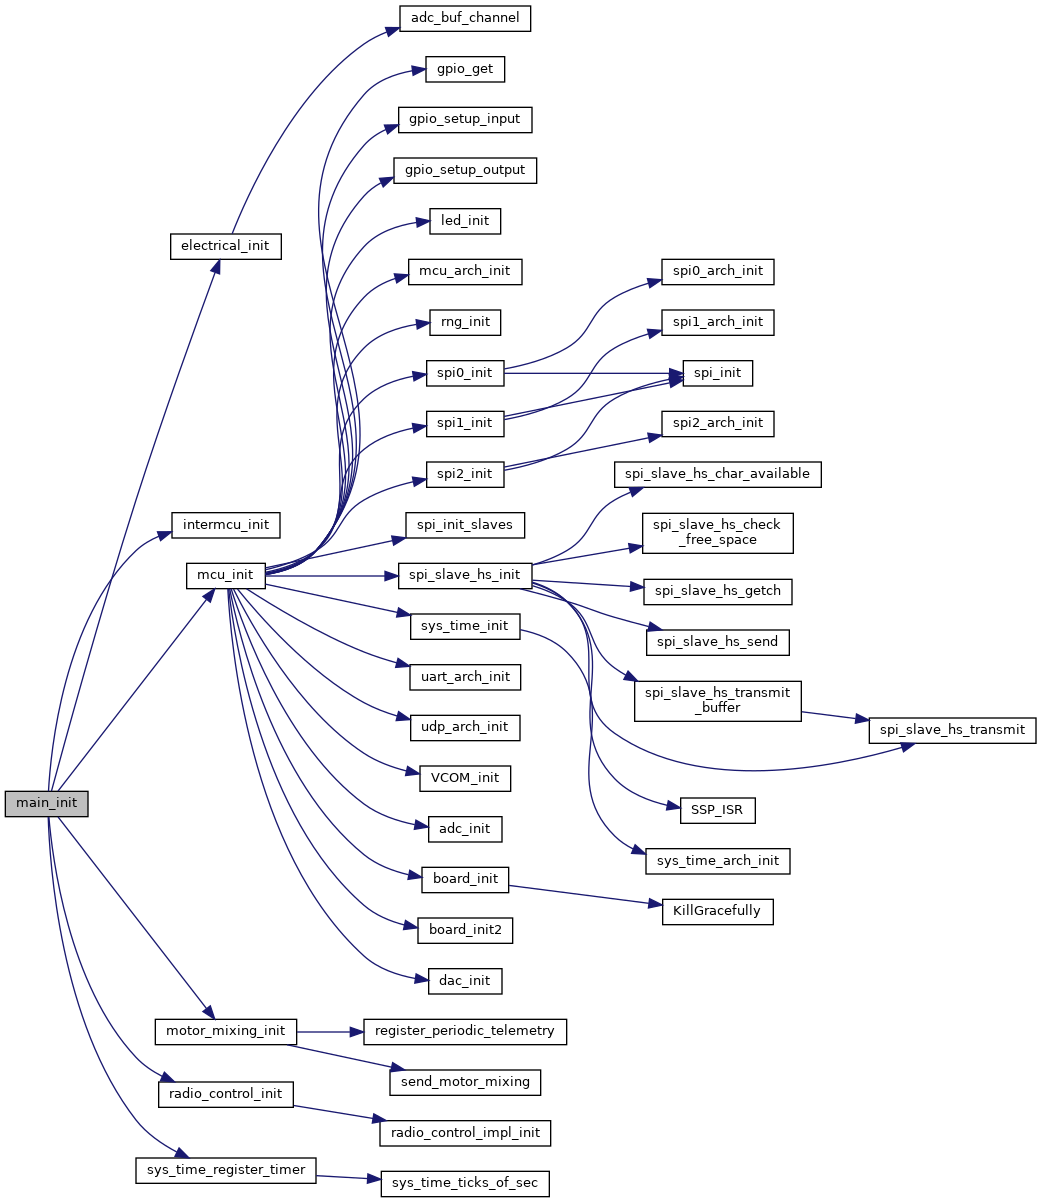 adc_buf_channel
gpio_get
gpio_setup_input
gpio_setup_output
led_init
electrical_init
mcu_arch_init
spi0_arch_init
rng_init
spi1_arch_init
spi0_init
spi_init
spi1_init
spi2_arch_init
spi2_init
spi_slave_hs_char_available
intermcu_init
spi_init_slaves
spi_slave_hs_check
_free_space
mcu_init
spi_slave_hs_init
spi_slave_hs_getch
sys_time_init
spi_slave_hs_send
uart_arch_init
spi_slave_hs_transmit
_buffer
udp_arch_init
spi_slave_hs_transmit
VCOM_init
main_init
SSP_ISR
adc_init
sys_time_arch_init
board_init
KillGracefully
board_init2
dac_init
motor_mixing_init
register_periodic_telemetry
send_motor_mixing
radio_control_init
radio_control_impl_init
sys_time_register_timer
sys_time_ticks_of_sec